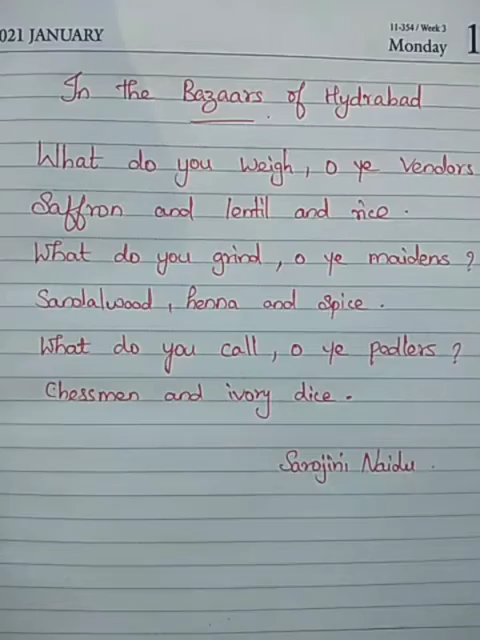 021 JANUARY
11-354 / Week 3
Monday 1
In the Bazaars of Hydrabad
What do you weigh, o ye vendors
Saffron and lentil and rice.
What do you grind, o ye maidens ?
Sandalwood, henna and spice.
What do you call, o ye pedlers ?
Chessmen and ivory dice.
Sarojini Naidu.